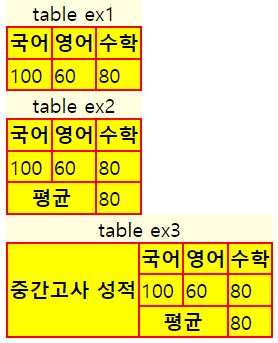 table ex1
국어 영어 수학
100 60 80
table ex2
국어 영어 수학
100 60 80
평균 80
table ex3
중간고사 성적 국어 영어 수학
100 60 80
평균 80